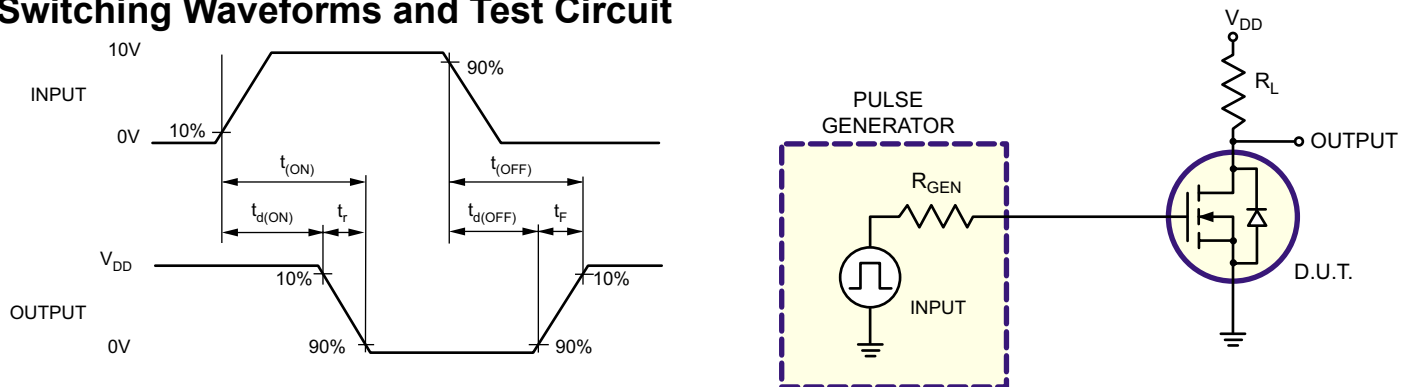 Switching Waveforms and Test Circuit
10V
INPUT
0V
10%
90%
t(ON)
t(OFF)
td(ON)
tr
td(OFF)
tF
VDD
10%
10%
OUTPUT
0V
90%
90%
VDD
RL
PULSE
GENERATOR
OUTPUT
RGEN
D.U.T.
INPUT